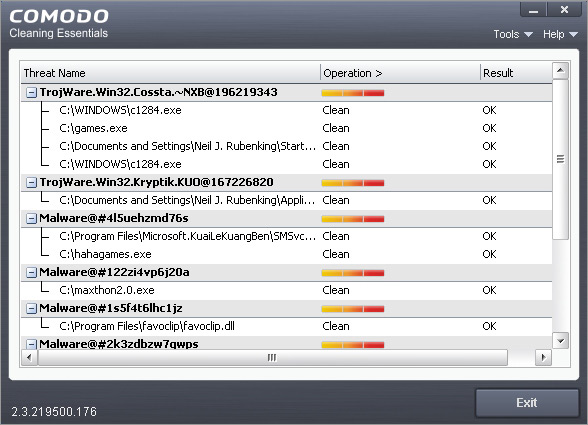 COMODO
Cleaning Essentials
Tools Help
Threat Name Operation > Result
TrojWare.Win32.Cossta.~NXB@196219343
C:\WINDOWS\c1284.exe Clean OK
C:\games.exe Clean OK
C:\Documents and Settings\Neil J. Rubenking\Start... Clean OK
C:\WINDOWS\c1284.exe Clean OK
TrojWare.Win32.Kryptik.KUO@167226820
C:\Documents and Settings\Neil J. Rubenking\Appli... Clean OK
Malware@#4l5uehzmd76s
C:\Program Files\Microsoft.KuaiLeKuangBen\SMSvc... Clean OK
C:\hahagames.exe Clean OK
Malware@#122zi4vp6j20a
C:\maxthon2.0.exe Clean OK
Malware@#1s5f4t6lhc1jz
C:\Program Files\favoclip\favoclip.dll Clean OK
Malware@#2k3zdbzw7qwps
2.3.219500.176
Exit